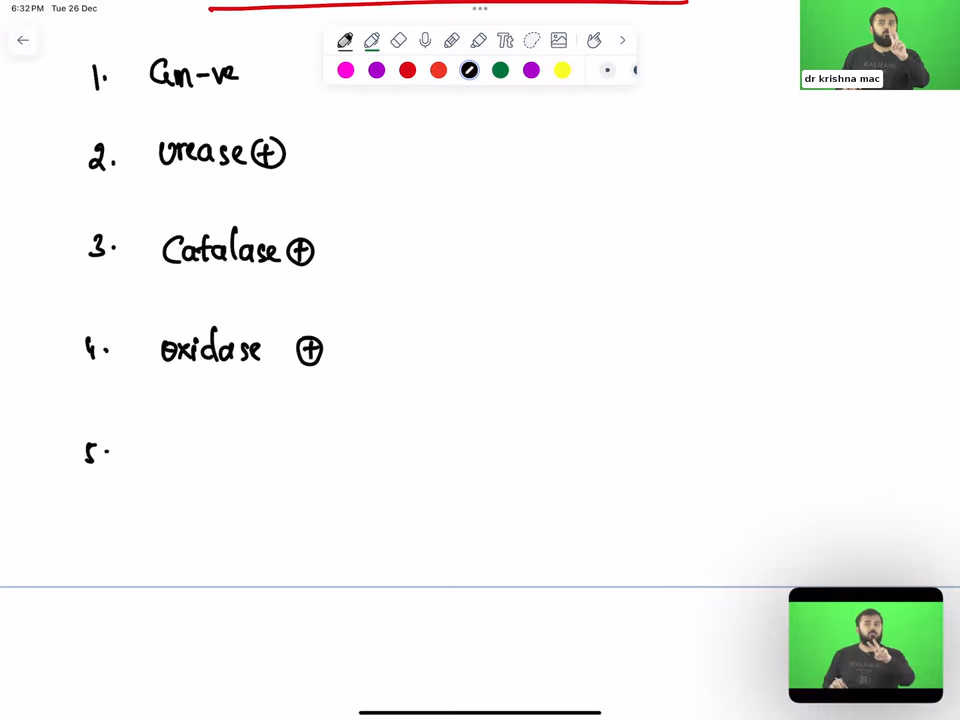 6:32 PM Tue 26 Dec
Tt
dr krishna mac
1. Gm-ve
2. urease +
3. Catalase +
4. oxidase +
5.